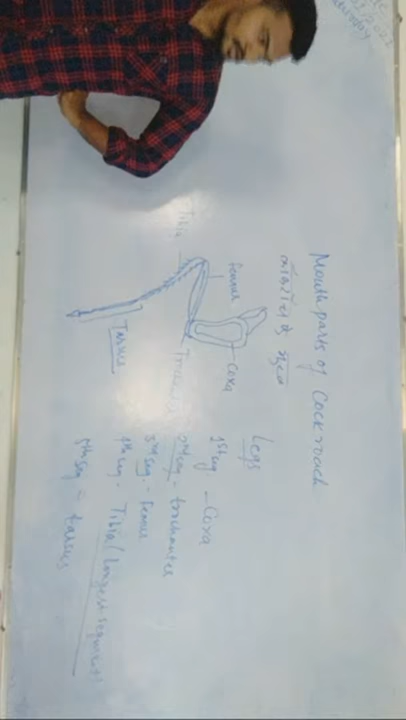 Mouth parts of Cockroach
Legs
1st seg - Coxa
2nd seg - trochanter
3rd seg - femur
4th seg - Tibia (longest segment)
5th seg = tarsus
femur
Coxa
Tibia
Tarsus